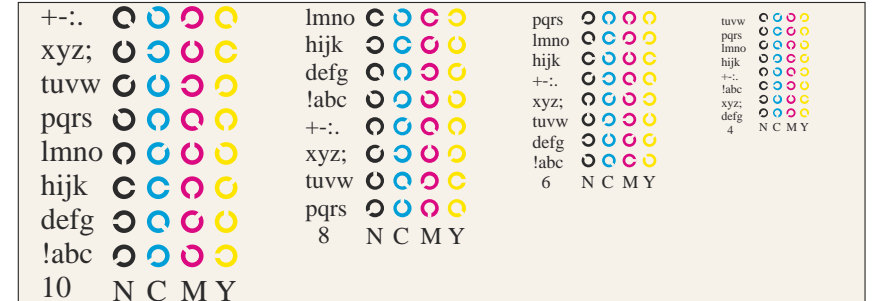 +-:.
xyz;
tuvw
pqrs
lmno
hijk
defg
!abc
10 N C M Y
lmno
hijk
defg
!abc
+-:.
xyz;
tuvw
pqrs
8 N C M Y
pqrs
lmno
hijk
+-:.
xyz;
tuvw
defg
!abc
6 N C M Y
tuvw
pqrs
lmno
hijk
+-:.
!abc
xyz;
defg
4 N C M Y